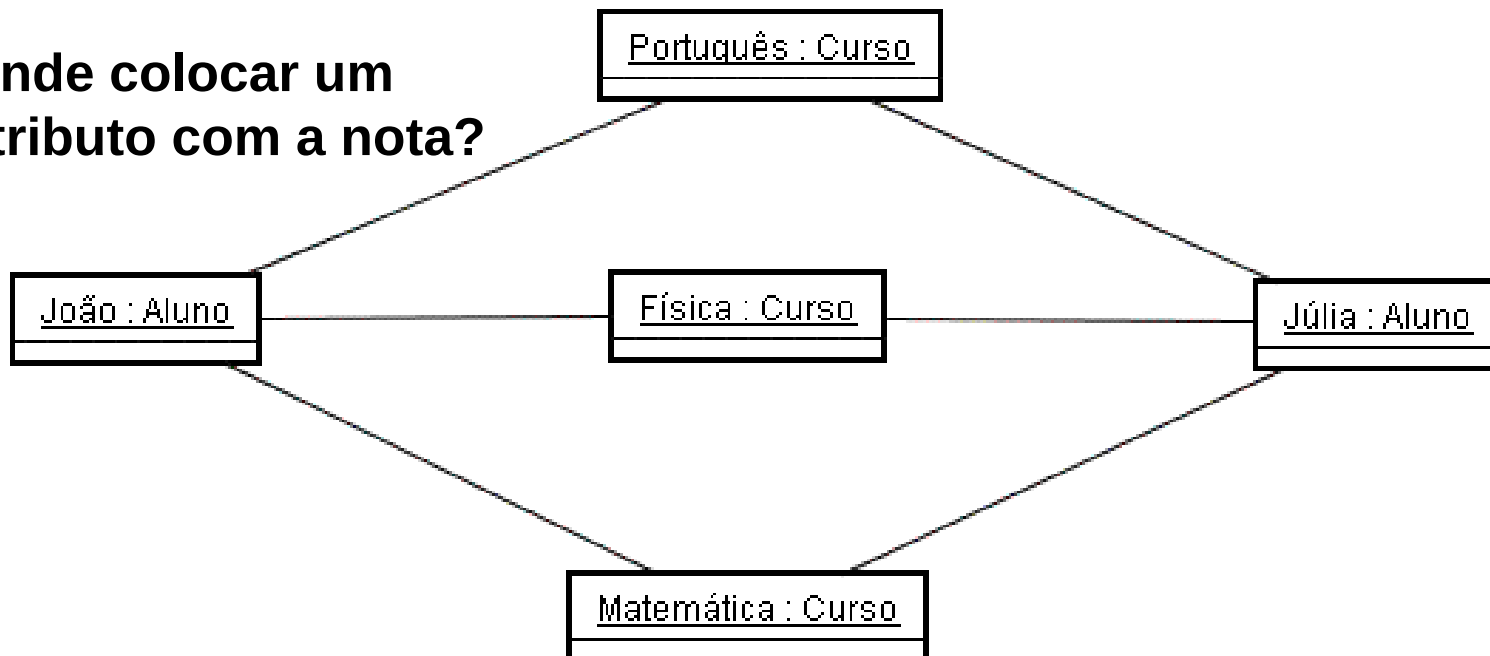 nde colocar um
tributo com a nota?
Português : Curso
João : Aluno
Física : Curso
Júlia : Aluno
Matemática : Curso